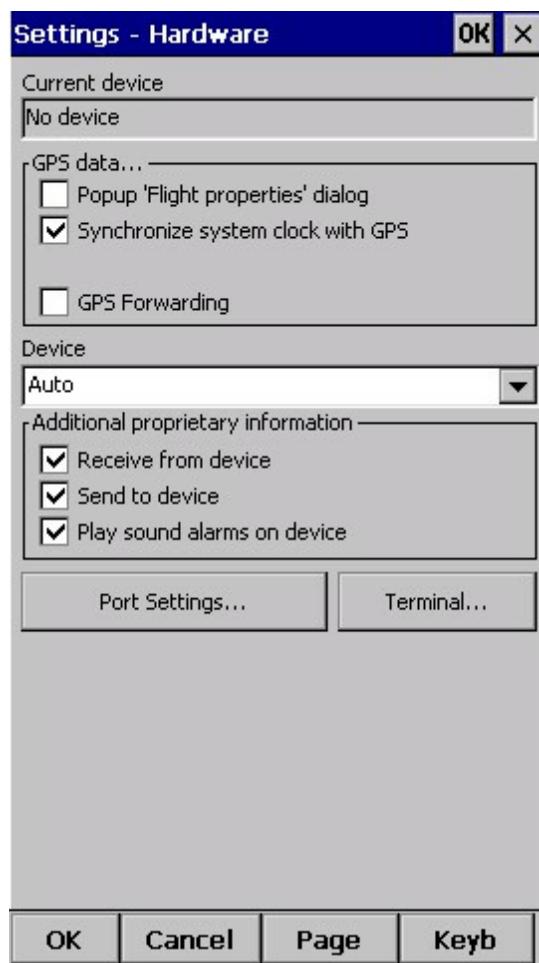 Settings - Hardware OK ×
Current device
No device
GPS data...
Popup 'Flight properties' dialog
Synchronize system clock with GPS
GPS Forwarding
Device
Auto
Additional proprietary information
Receive from device
Send to device
Play sound alarms on device
Port Settings... Terminal...
OK Cancel Page Keyb